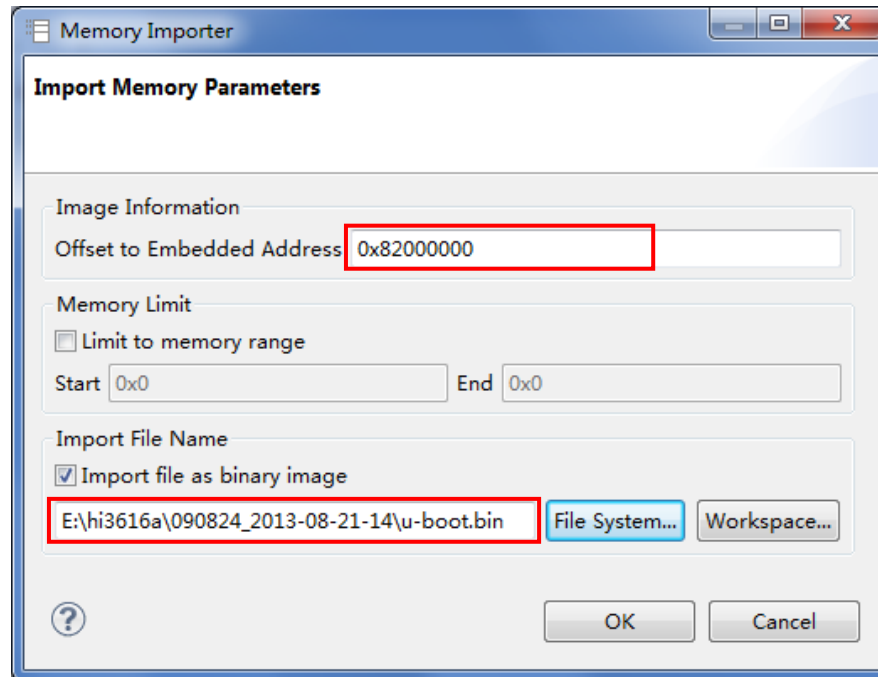 Memory Importer
Import Memory Parameters
Image Information
Offset to Embedded Address 0x82000000
Memory Limit
Limit to memory range
Start 0x0 End 0x0
Import File Name
Import file as binary image
E:\hi3616a\090824_2013-08-21-14\u-boot.bin File System... Workspace...
? OK Cancel